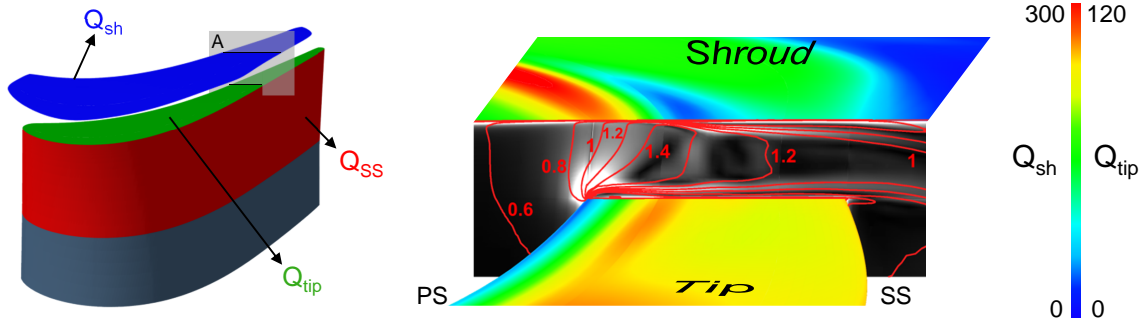 Q_sh
A
Q_SS
Q_tip
Shroud
0.6
0.8
1
1.2
1.4
1.2
1
Tip
PS
SS
300
120
Q_sh
Q_tip
0
0